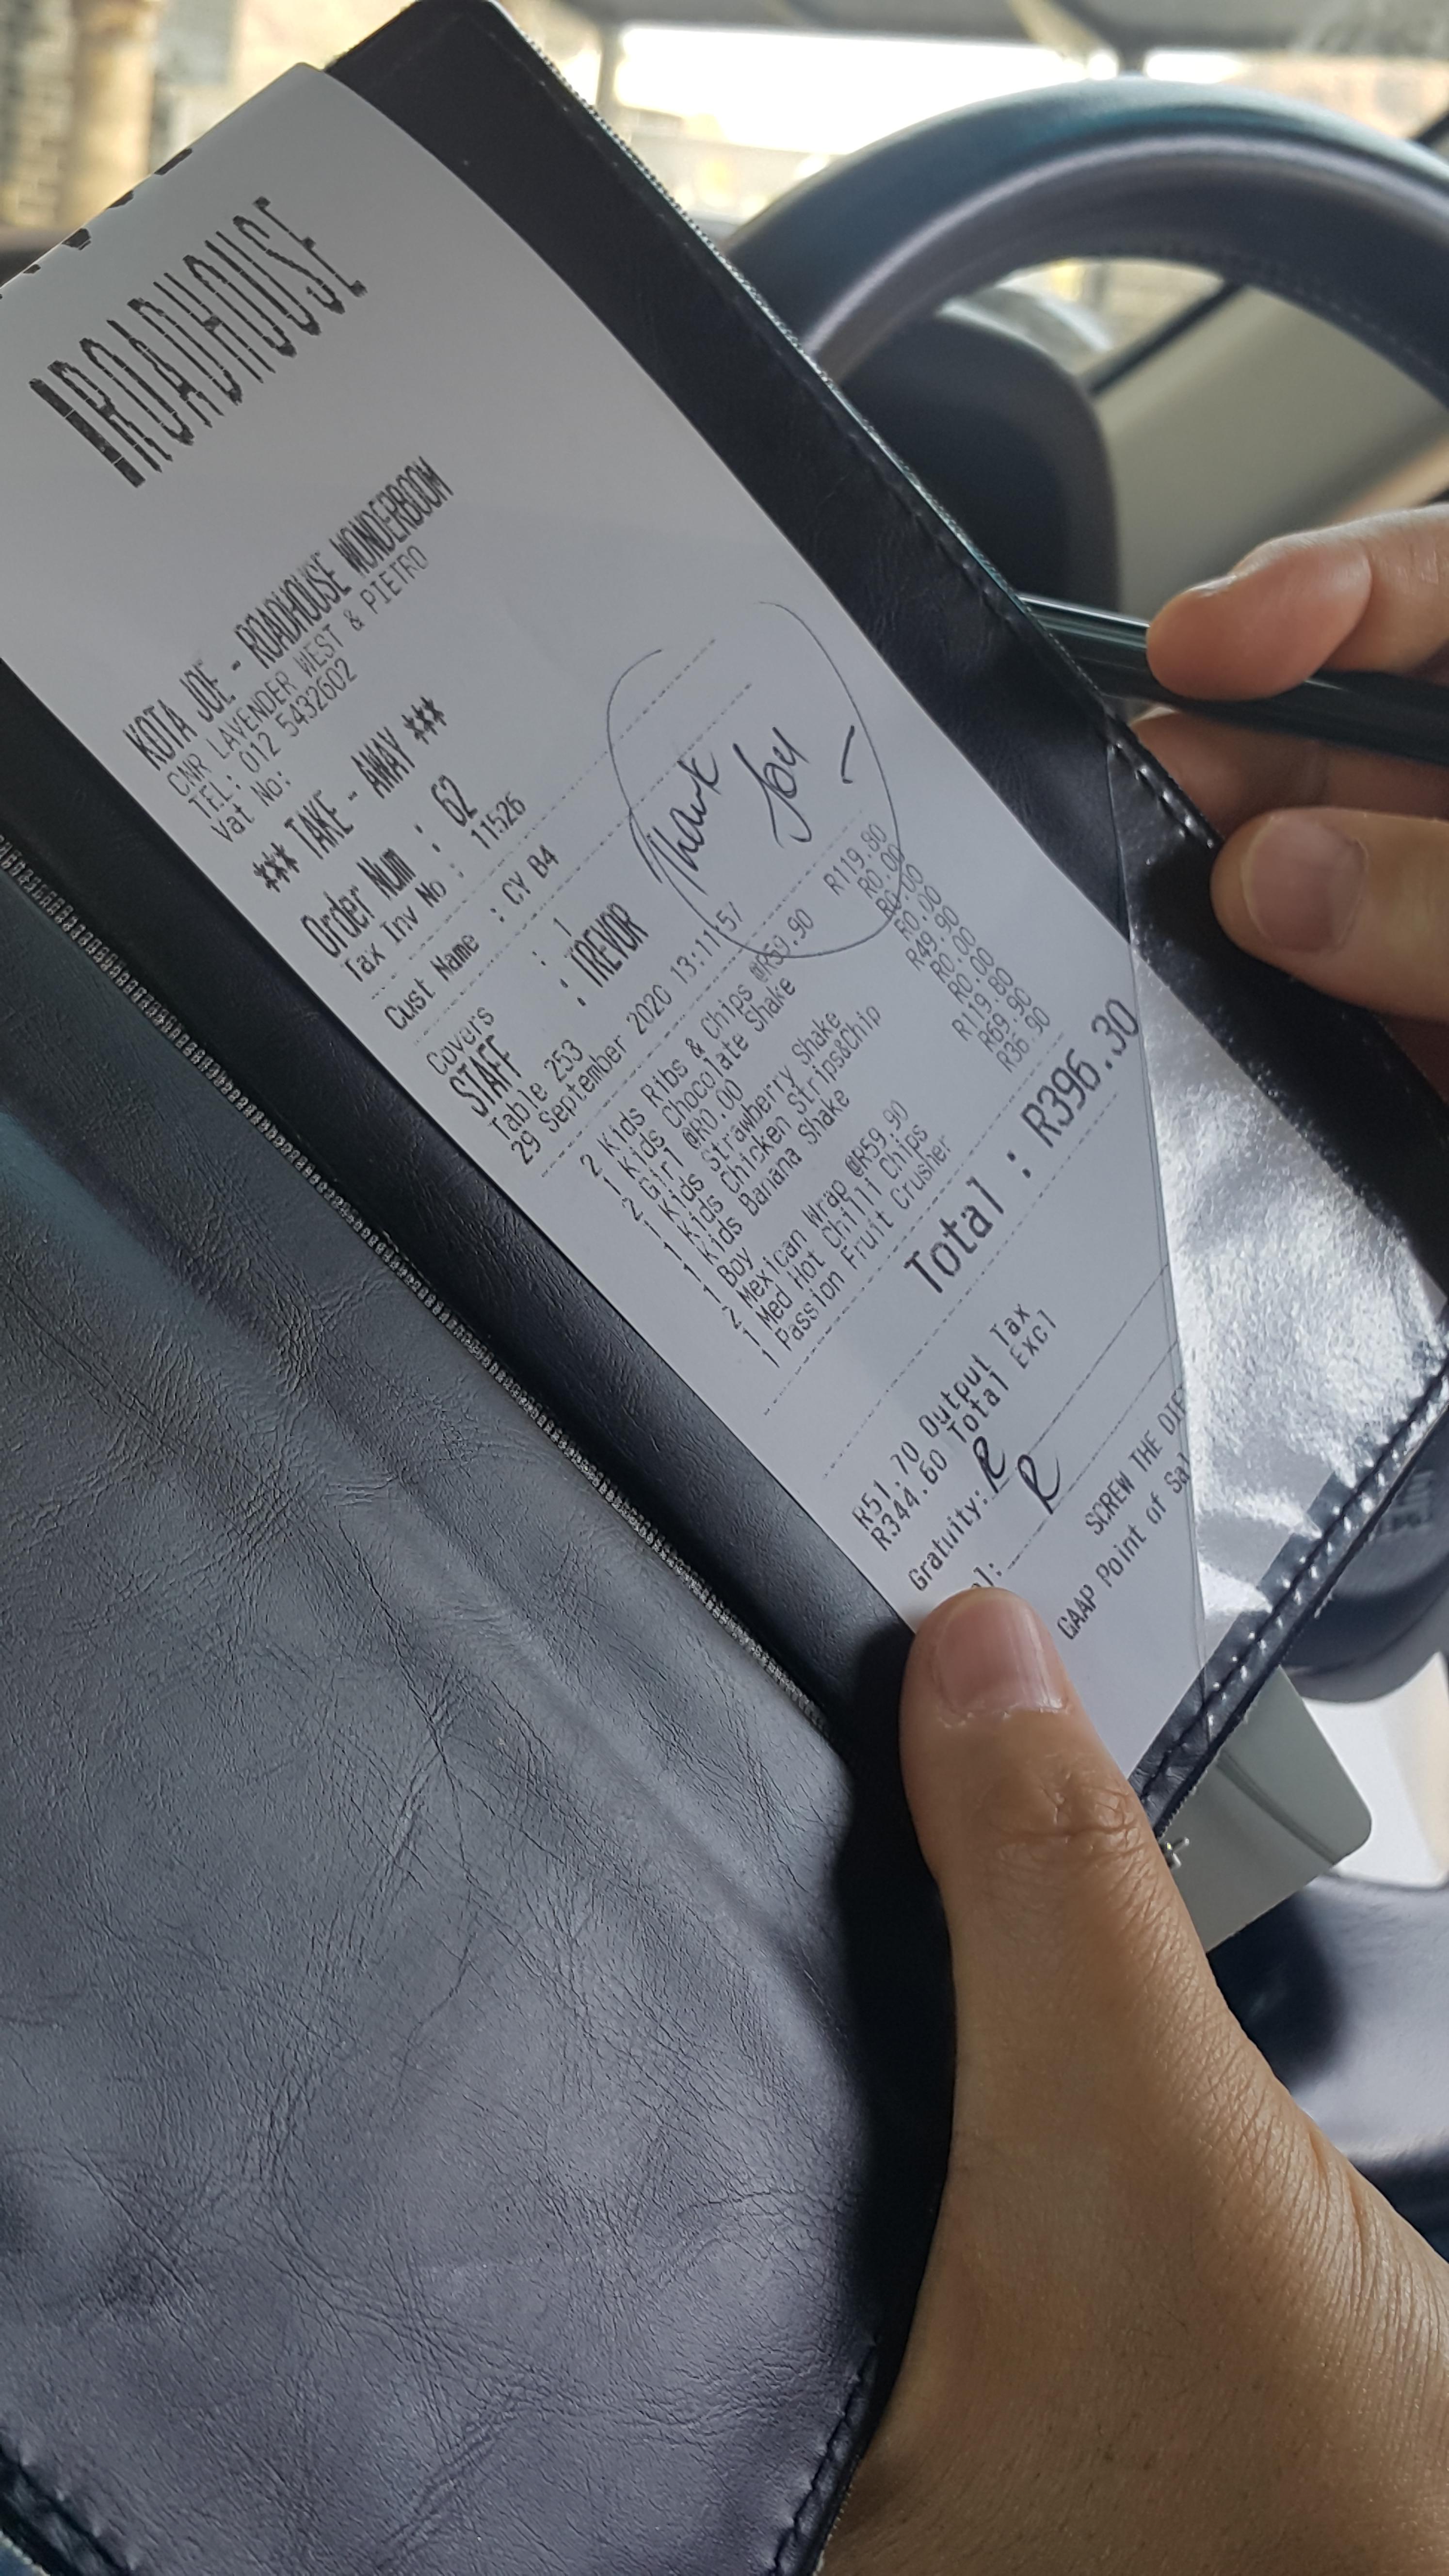 ROADHOUSE
KOTA JOE - ROADHOUSE WONDERBOOM
CNR LAVENDER WEST & PIETRO
TEL: 012 5432602
Vat No:
*** TAKE - AWAY ***
Order Num : 62
Tax Inv No : 11526
Cust Name : CY B4
Thank
You
Covers : 1
STAFF : TREVOR
Table 253
29 September 2020 13:11:57
2 Kids Ribs & Chips @R59.90 R119.80
1 Kids Chocolate Shake R0.00
2 Girl @R0.00 R0.00
1 Kids Strawberry Shake R0.00
1 Kids Chicken Strips&Chip R49.90
1 Kids Banana Shake R0.00
1 Boy R0.00
2 Mexican Wrap @R59.90 R119.80
1 Med Hot Chilli Chips R69.90
1 Passion Fruit Crusher R36.90
Total : R396.30
R51.70 Output Tax
R344.60 Total Excl
Gratuity: R
R
SCREW THE DIE
GAAP Point of Sal